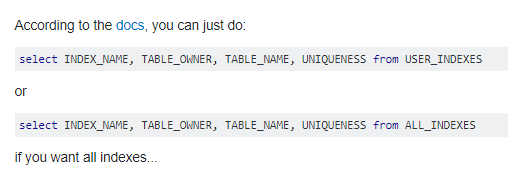 According to the docs, you can just do:
select INDEX_NAME, TABLE_OWNER, TABLE_NAME, UNIQUENESS from USER_INDEXES
or
select INDEX_NAME, TABLE_OWNER, TABLE_NAME, UNIQUENESS from ALL_INDEXES
if you want all indexes...